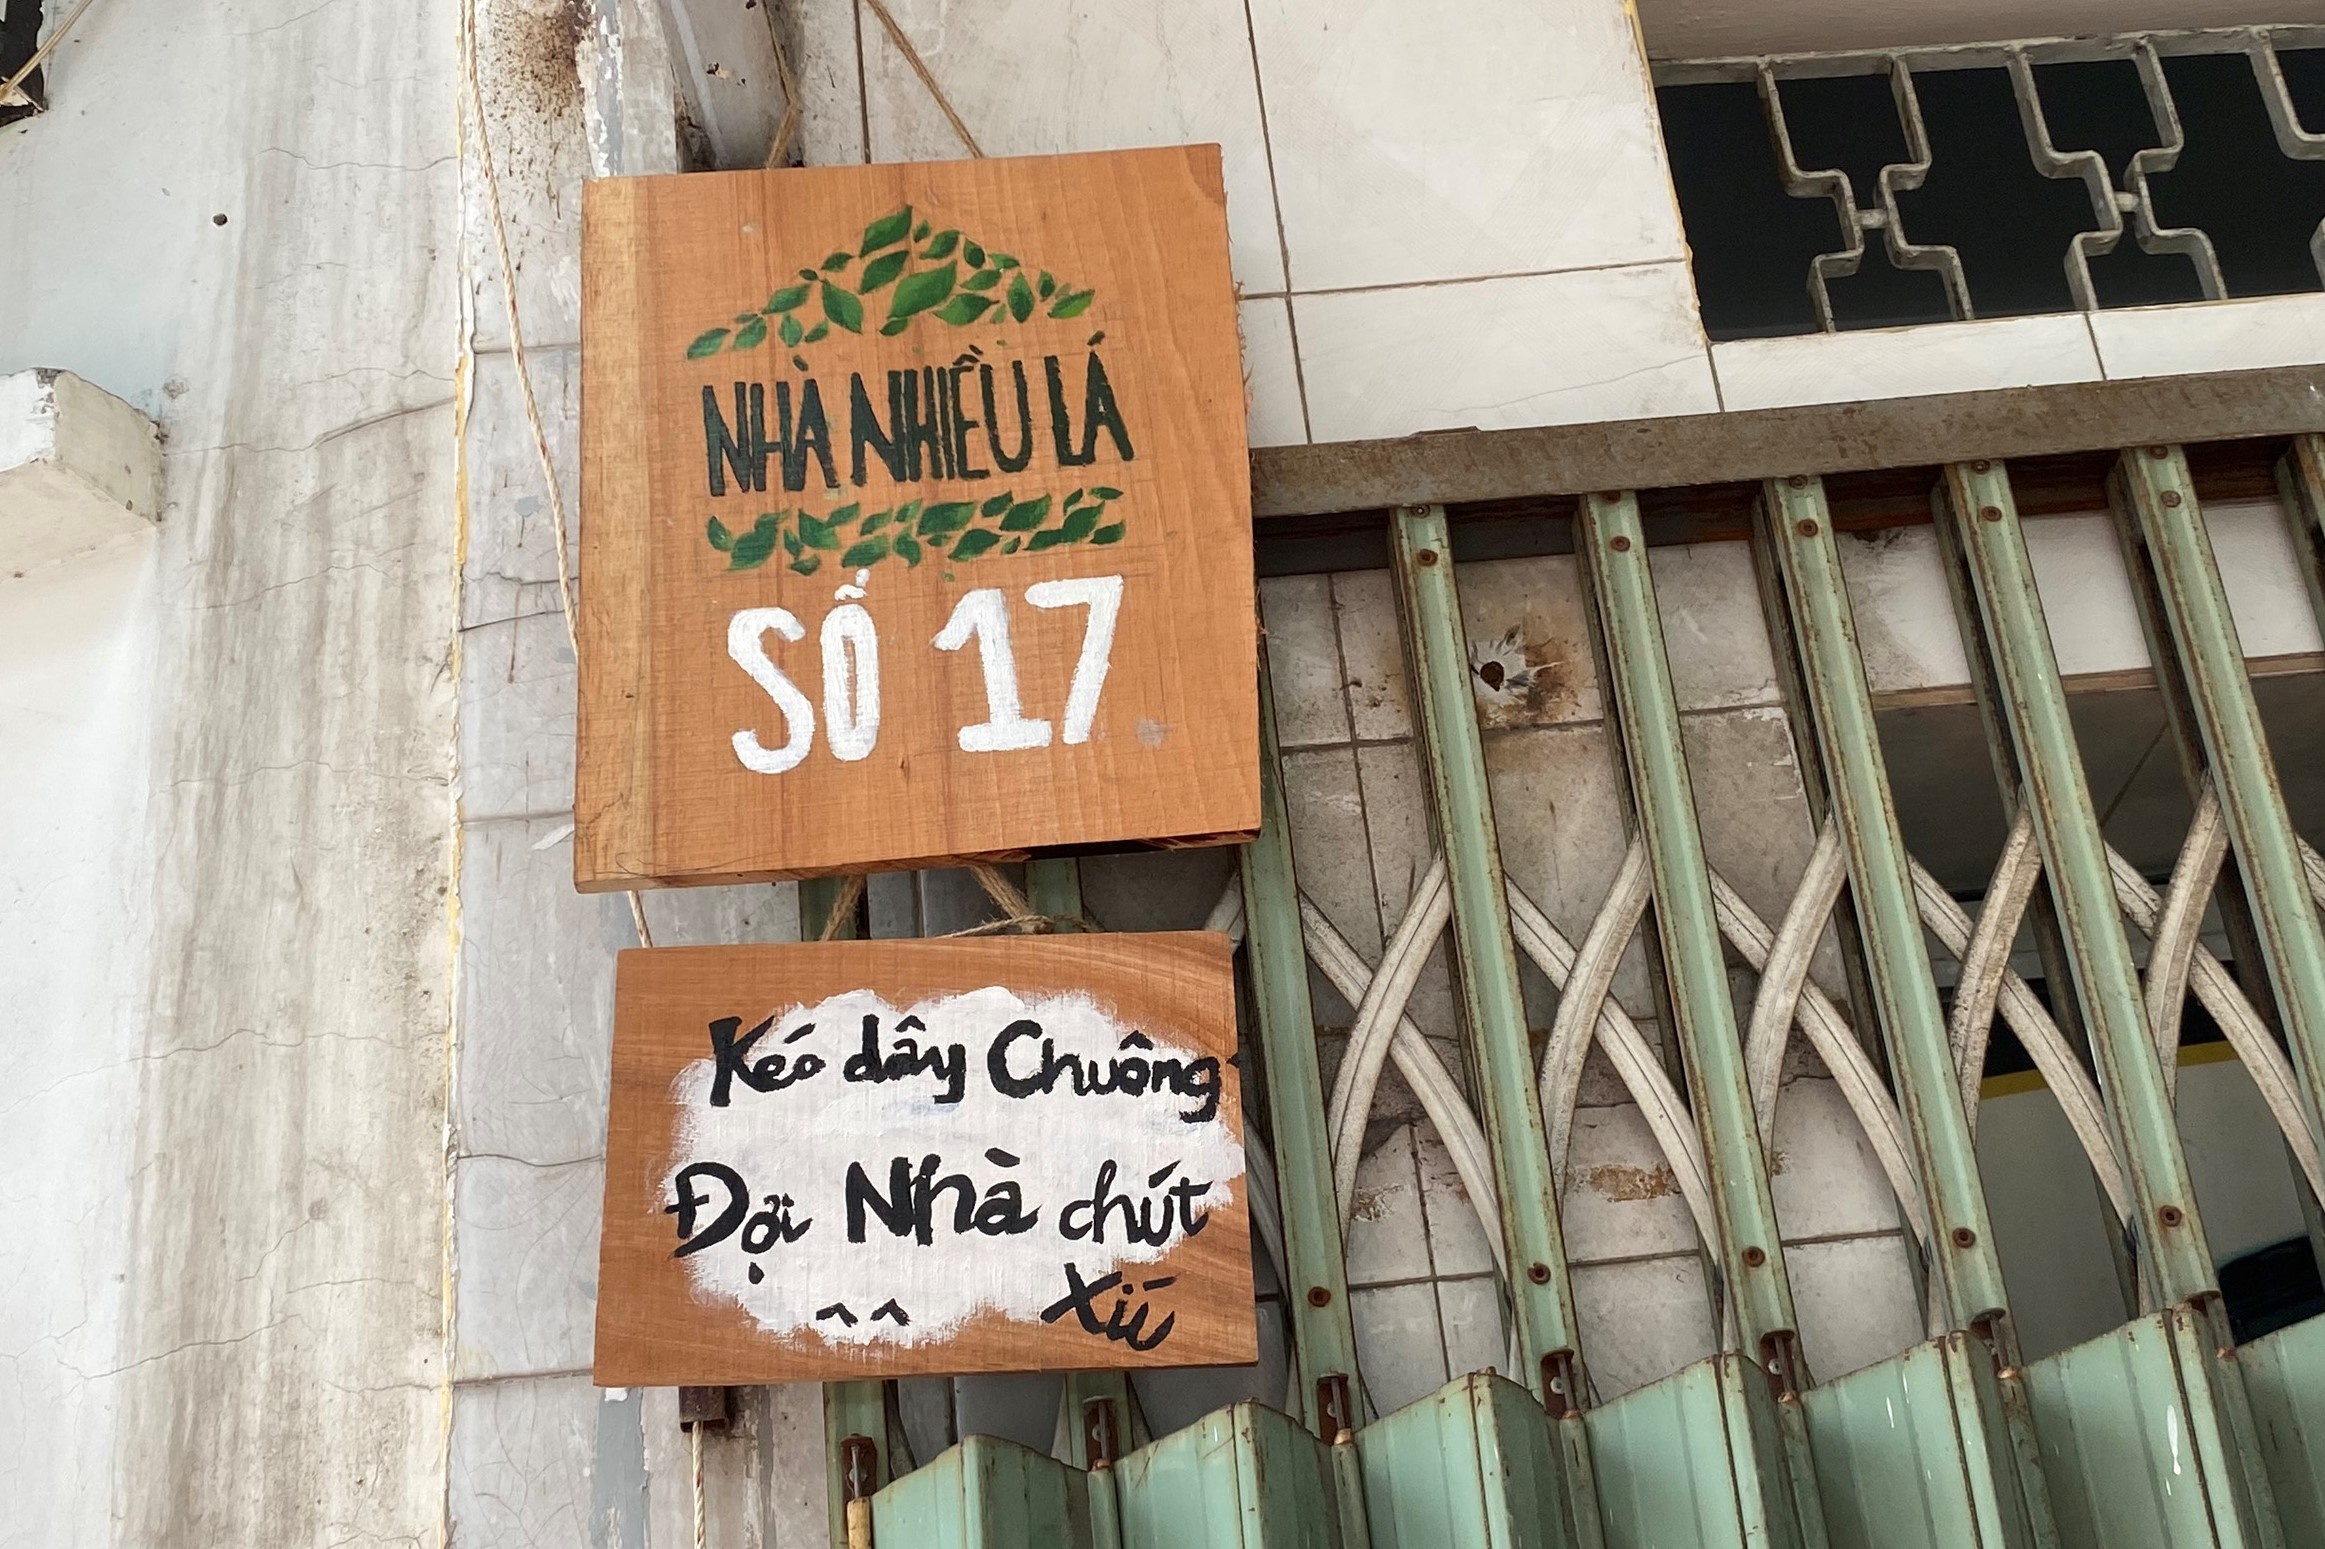 NHÀ NHIỀU LÁ
SỐ 17
Kéo dây Chuông
Đợi Nhà chút
xíu
^ ^